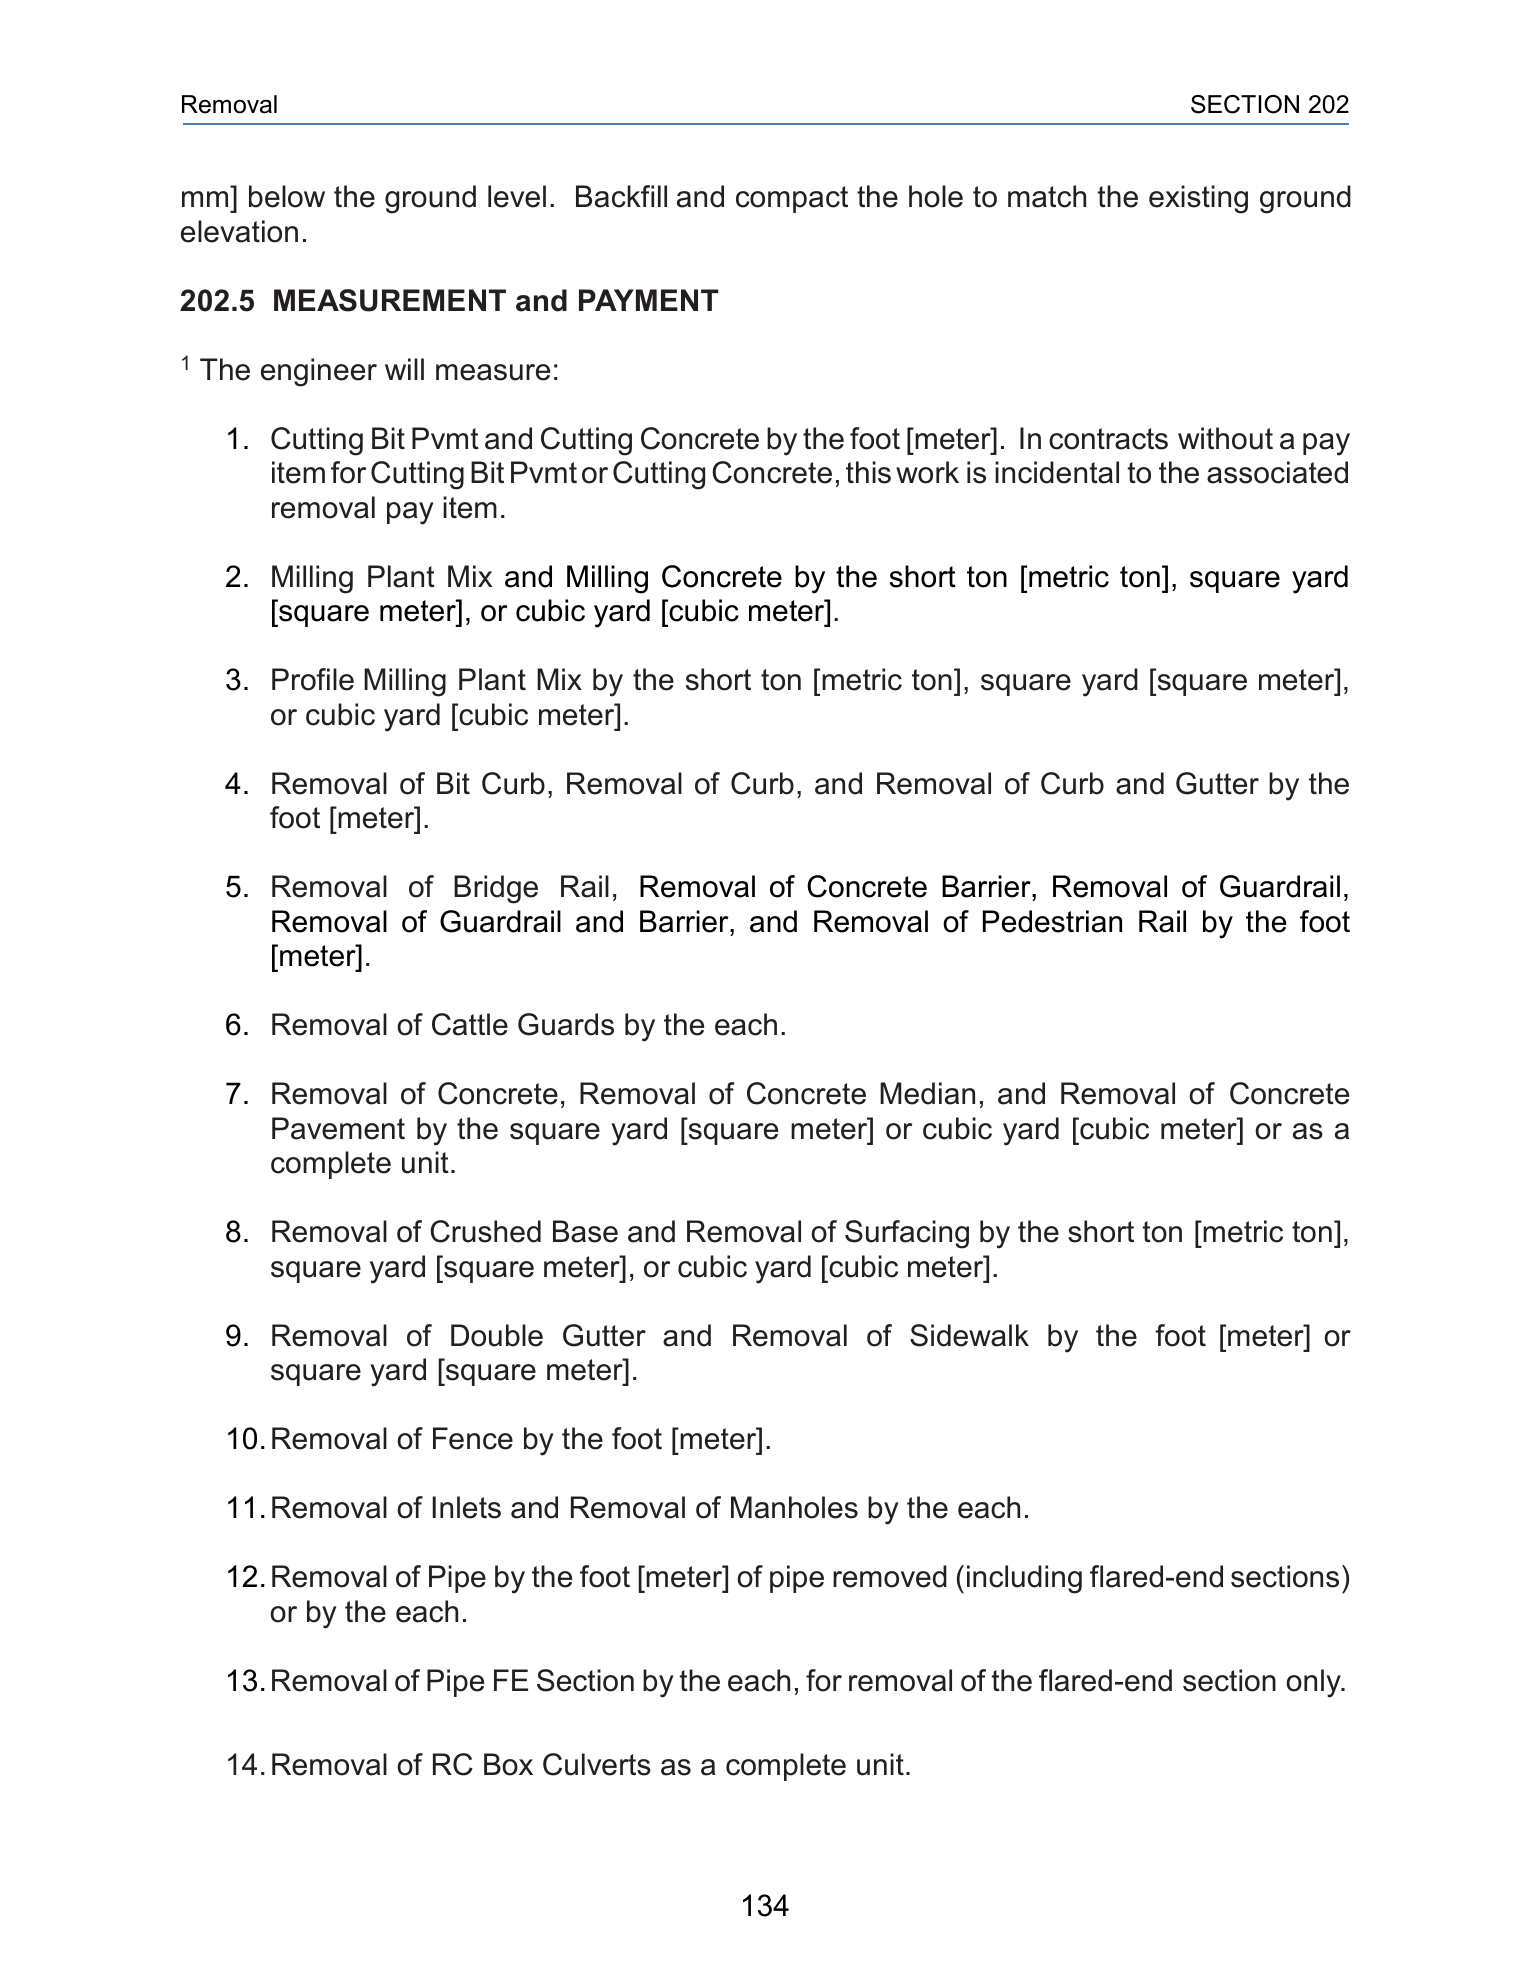 Removal SECTION 202
mm] below the ground level. Backfill and compact the hole to match the existing ground
elevation.
202.5 MEASUREMENT and PAYMENT
1 The engineer will measure:
1. Cutting Bit Pvmt and Cutting Concrete by the foot [meter]. In contracts without a pay
item for Cutting Bit Pvmt or Cutting Concrete, this work is incidental to the associated
removal pay item.
2. Milling Plant Mix and Milling Concrete by the short ton [metric ton], square yard
[square meter], or cubic yard [cubic meter].
3. Profile Milling Plant Mix by the short ton [metric ton], square yard [square meter],
or cubic yard [cubic meter].
4. Removal of Bit Curb, Removal of Curb, and Removal of Curb and Gutter by the
foot [meter].
5. Removal of Bridge Rail, Removal of Concrete Barrier, Removal of Guardrail,
Removal of Guardrail and Barrier, and Removal of Pedestrian Rail by the foot
[meter].
6. Removal of Cattle Guards by the each.
7. Removal of Concrete, Removal of Concrete Median, and Removal of Concrete
Pavement by the square yard [square meter] or cubic yard [cubic meter] or as a
complete unit.
8. Removal of Crushed Base and Removal of Surfacing by the short ton [metric ton],
square yard [square meter], or cubic yard [cubic meter].
9. Removal of Double Gutter and Removal of Sidewalk by the foot [meter] or
square yard [square meter].
10. Removal of Fence by the foot [meter].
11. Removal of Inlets and Removal of Manholes by the each.
12. Removal of Pipe by the foot [meter] of pipe removed (including flared-end sections)
or by the each.
13. Removal of Pipe FE Section by the each, for removal of the flared-end section only.
14. Removal of RC Box Culverts as a complete unit.
134